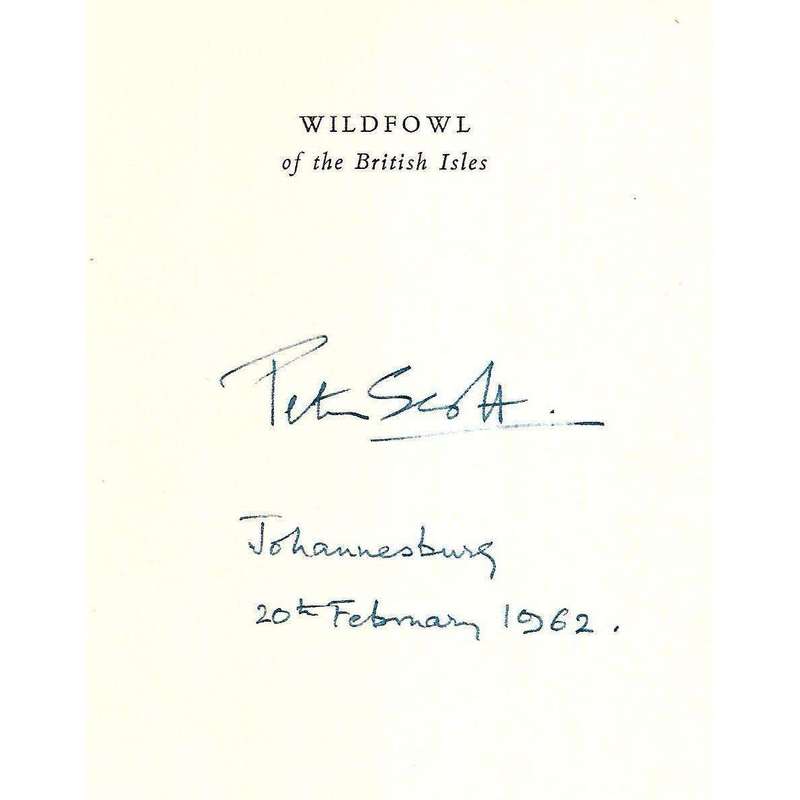 WILDFOWL
of the British Isles
Peter Scott.
Johannesburg
20th February 1962.